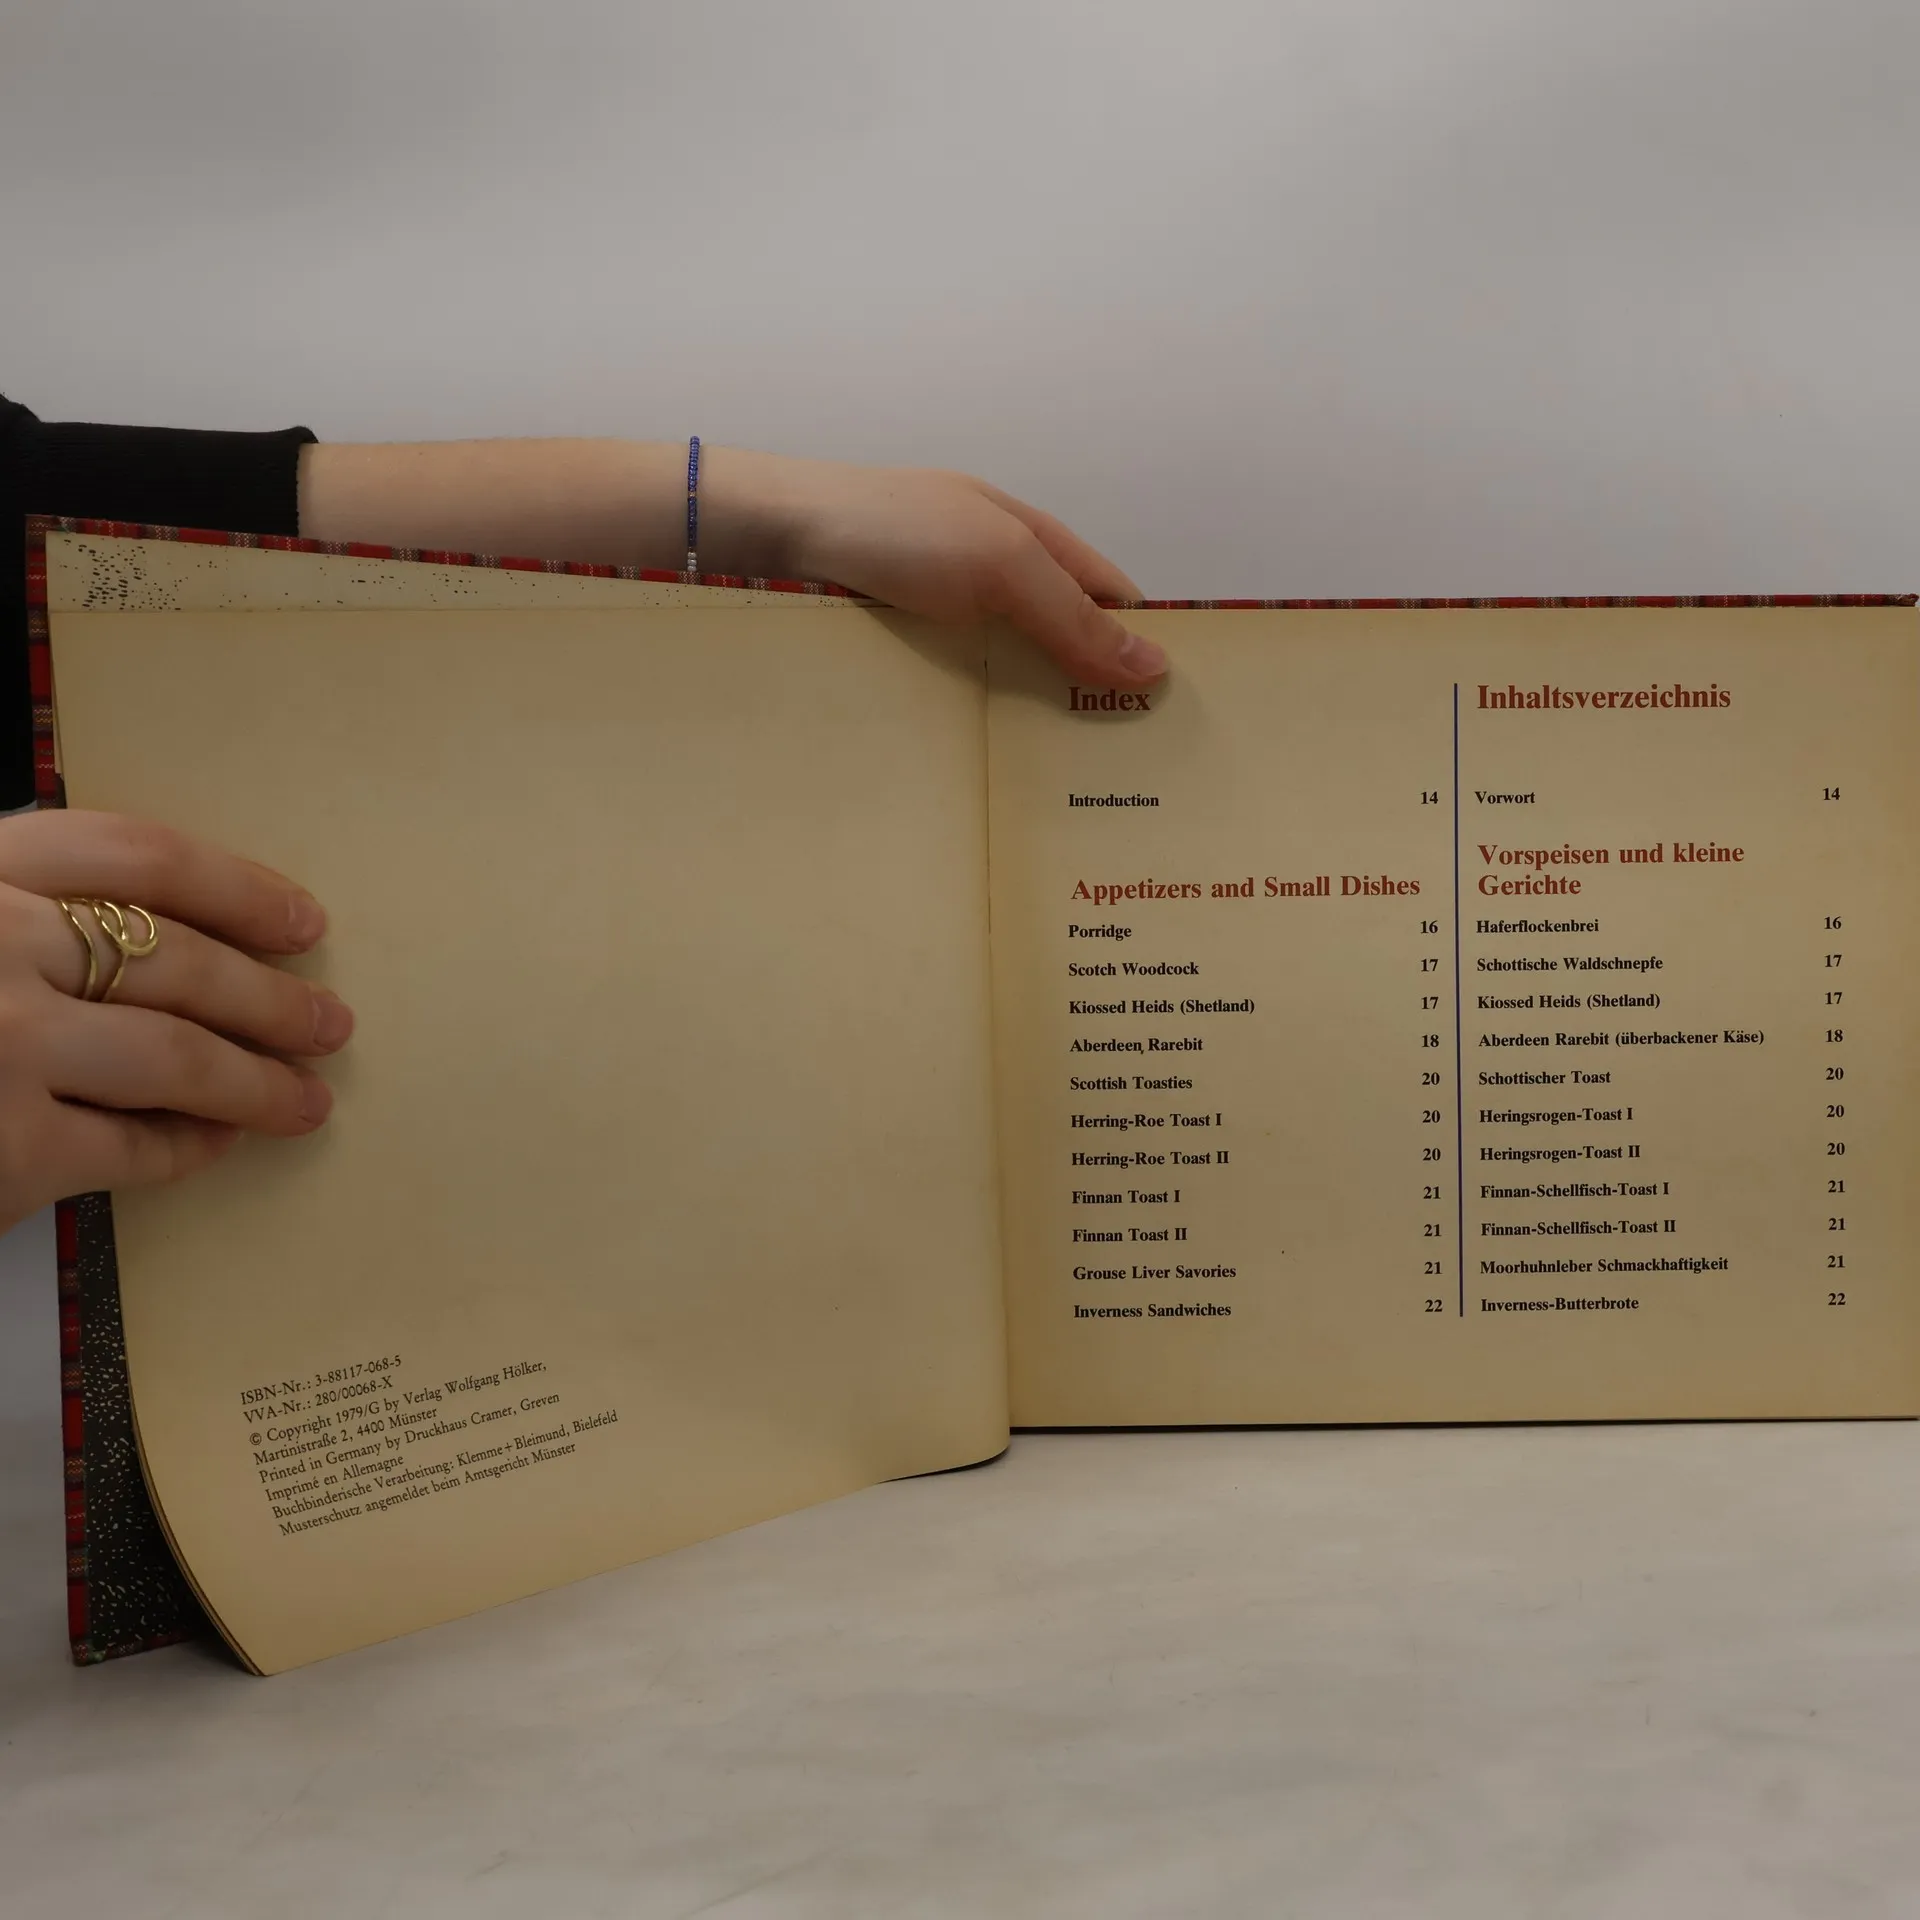 ISBN-Nr.: 3-88117-068-5
VVA-Nr.: 280/00068-X
© Copyright 1979/G by Verlag Wolfgang Hölker,
Martinistraße 2, 4400 Münster
Printed in Germany by Druckhaus Cramer, Greven
Imprimé en Allemagne
Buchbinderische Verarbeitung: Klemme+Bleimund, Bielefeld
Musterschutz angemeldet beim Amtsgericht Münster
Index
Introduction 14
Appetizers and Small Dishes
Porridge 16
Scotch Woodcock 17
Kiossed Heids (Shetland) 17
Aberdeen, Rarebit 18
Scottish Toasties 20
Herring-Roe Toast I 20
Herring-Roe Toast II 20
Finnan Toast I 21
Finnan Toast II 21
Grouse Liver Savories 21
Inverness Sandwiches 22
Inhaltsverzeichnis
Vorwort 14
Vorspeisen und kleine
Gerichte
Haferflockenbrei 16
Schottische Waldschnepfe 17
Kiossed Heids (Shetland) 17
Aberdeen Rarebit (überbackener Käse) 18
Schottischer Toast 20
Heringsrogen-Toast I 20
Heringsrogen-Toast II 20
Finnan-Schellfisch-Toast I 21
Finnan-Schellfisch-Toast II 21
Moorhuhnleber Schmackhaftigkeit 21
Inverness-Butterbrote 22